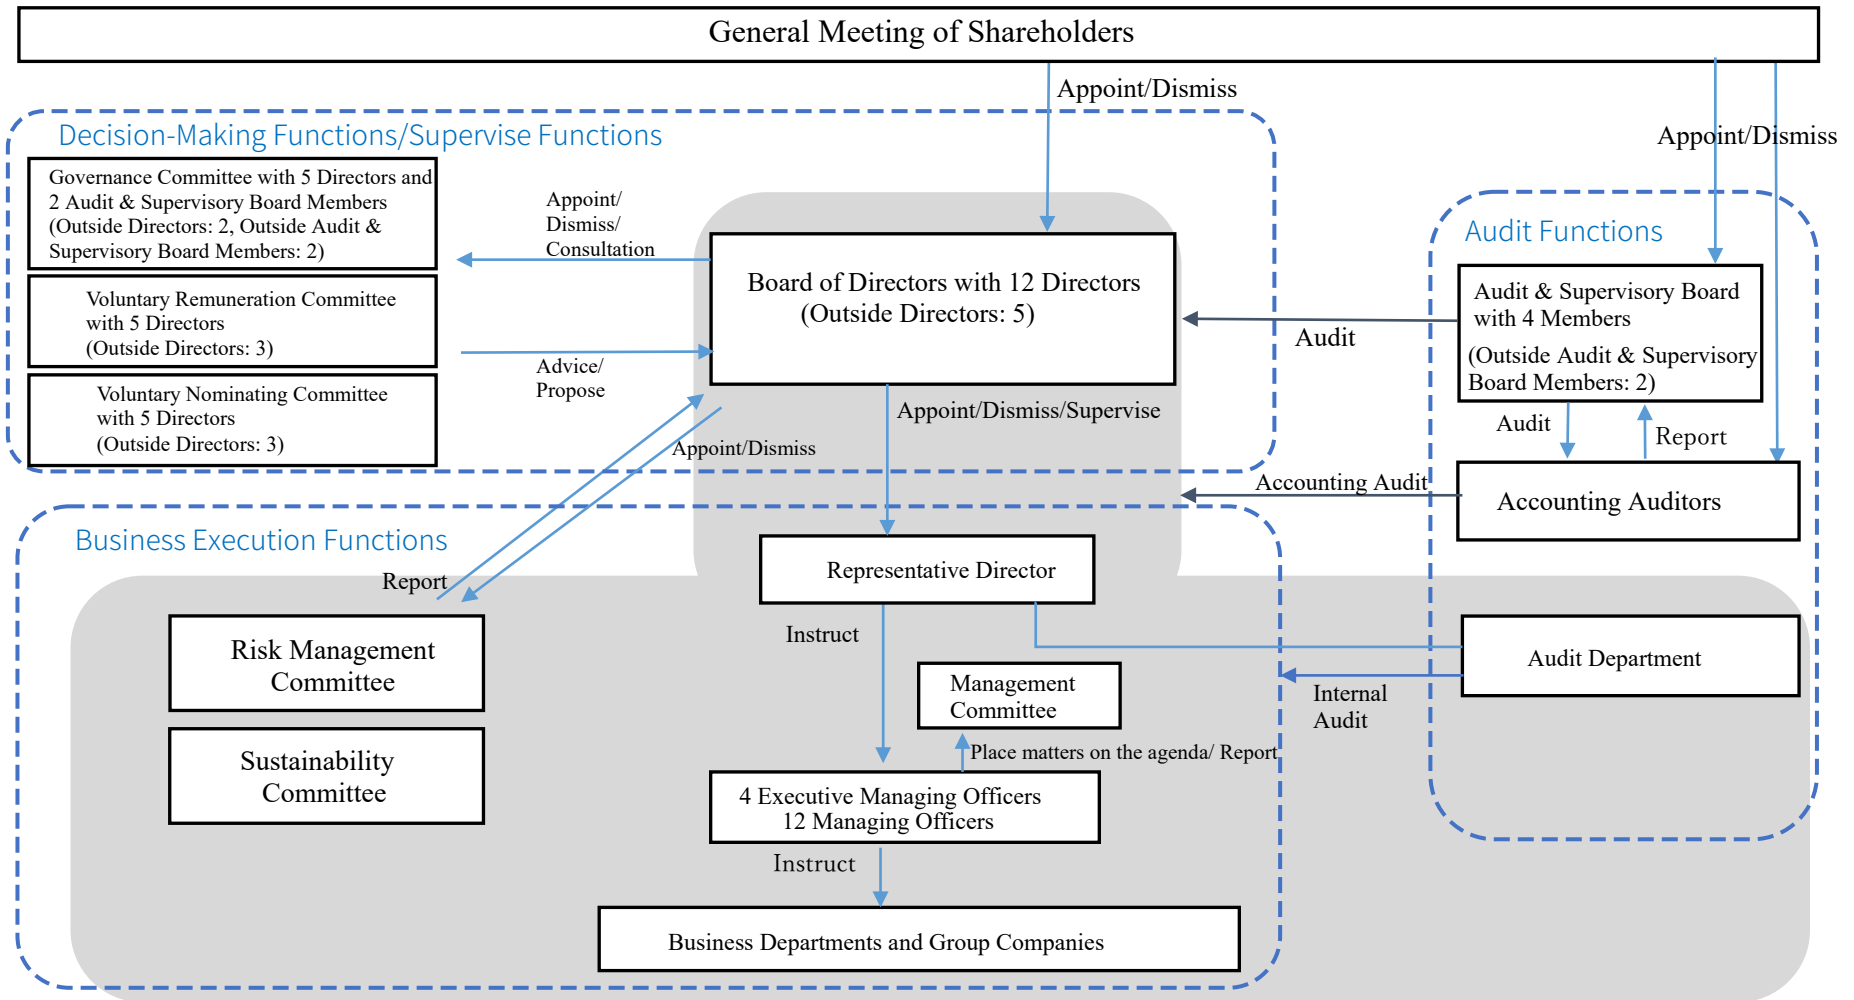 General Meeting of Shareholders
Appoint/Dismiss
Appoint/Dismiss
Decision-Making Functions/Supervise Functions
Governance Committee with 5 Directors and
2 Audit & Supervisory Board Members
(Outside Directors: 2, Outside Audit &
Supervisory Board Members: 2)
Voluntary Remuneration Committee
with 5 Directors
(Outside Directors: 3)
Voluntary Nominating Committee
with 5 Directors
(Outside Directors: 3)
Appoint/
Dismiss/
Consultation
Advice/
Propose
Board of Directors with 12 Directors
(Outside Directors: 5)
Audit
Audit Functions
Audit & Supervisory Board
with 4 Members
(Outside Audit & Supervisory
Board Members: 2)
Audit
Report
Appoint/Dismiss/Supervise
Appoint/Dismiss
Accounting Audit
Accounting Auditors
Business Execution Functions
Report
Representative Director
Risk Management
Committee
Sustainability
Committee
Instruct
Management
Committee
Place matters on the agenda/ Report
Internal
Audit
Audit Department
4 Executive Managing Officers
12 Managing Officers
Instruct
Business Departments and Group Companies